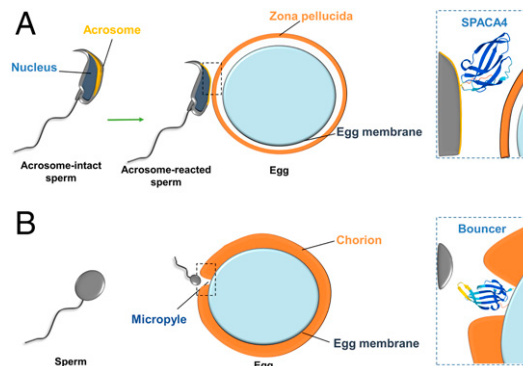 A
Acrosome
Nucleus
Zona pellucida
Egg membrane
Acrosome-intact
sperm
Acrosome-reacted
sperm
Egg
SPACA4
B
Chorion
Micropyle
Egg membrane
Sperm
Egg
Bouncer